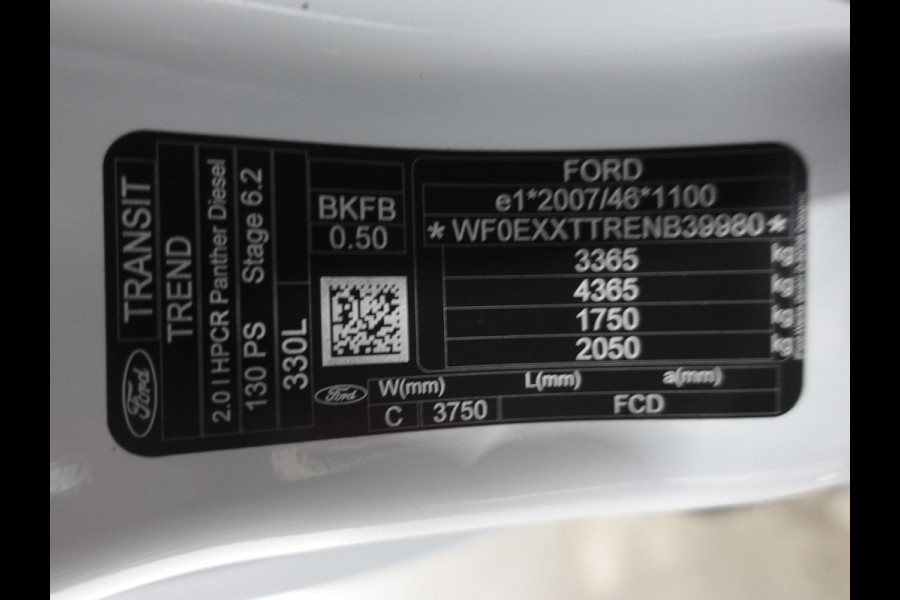 Ford
TRANSIT
TREND
2.0 l HPCR Panther Diesel
130 PS Stage 6.2
330L
BKFB
0.50
FORD
e1*2007/46*1100
*WF0EXXTTRENB39980*
3365 kg
4365 kg
1750 kg
2050 kg
Ford
W(mm) L(mm) a(mm)
C 3750 FCD